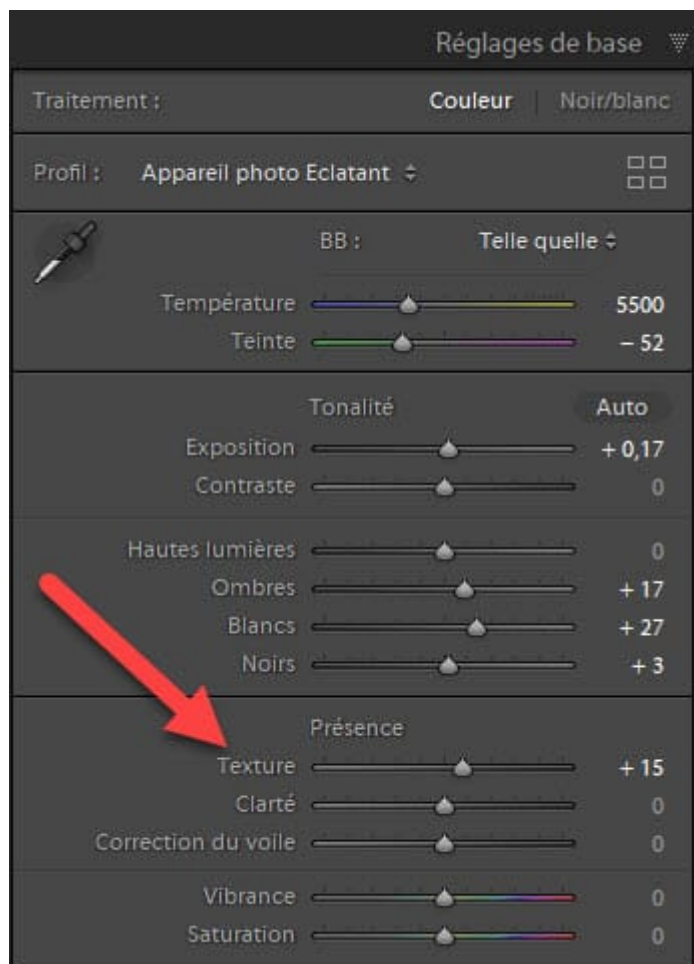 Réglages de base
Traitement : Couleur Noir/blanc
Profil : Appareil photo Eclatant
BB : Telle quelle
Température 5500
Teinte – 52
Tonalité Auto
Exposition + 0,17
Contraste 0
Hautes lumières 0
Ombres + 17
Blancs + 27
Noirs + 3
Présence
Texture + 15
Clarté 0
Correction du voile 0
Vibrance 0
Saturation 0